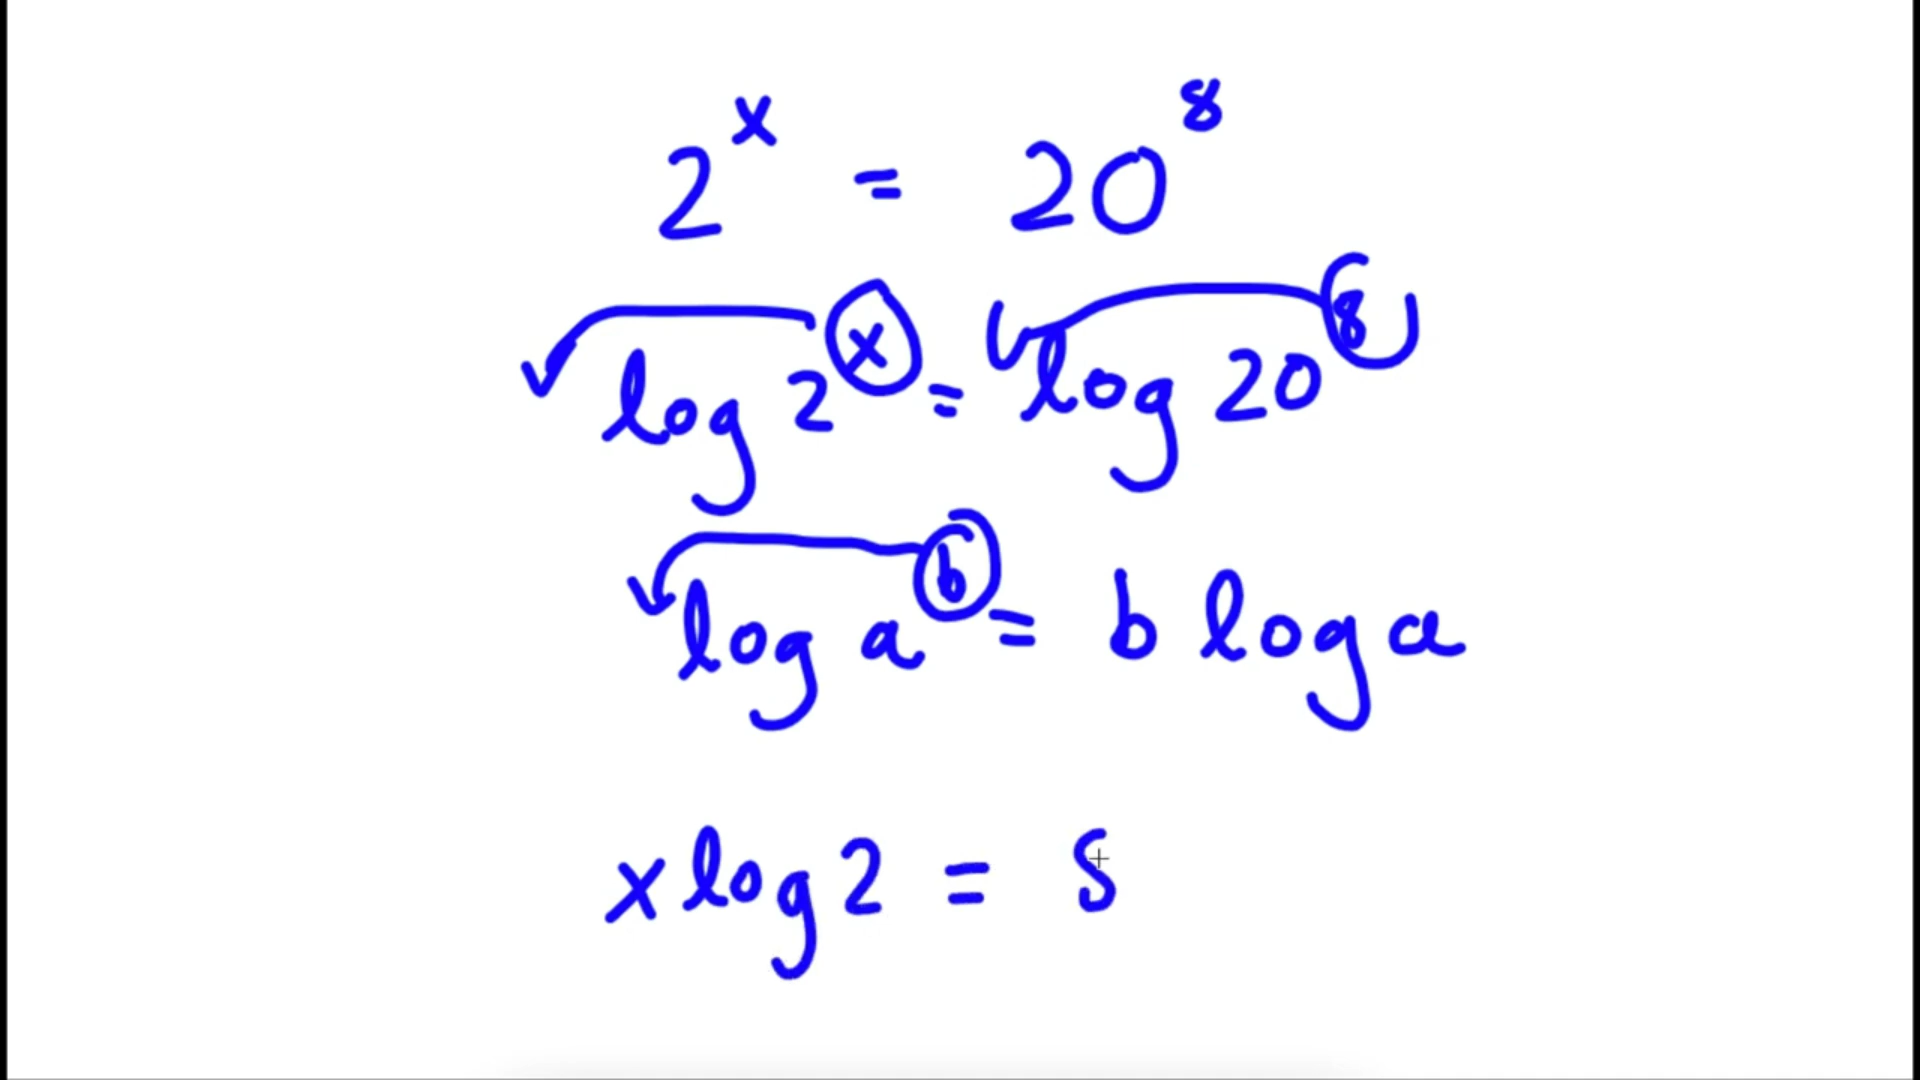 2^x = 20^8
log 2^x = log 20^8
log a^b = b log a
x log 2 = 8